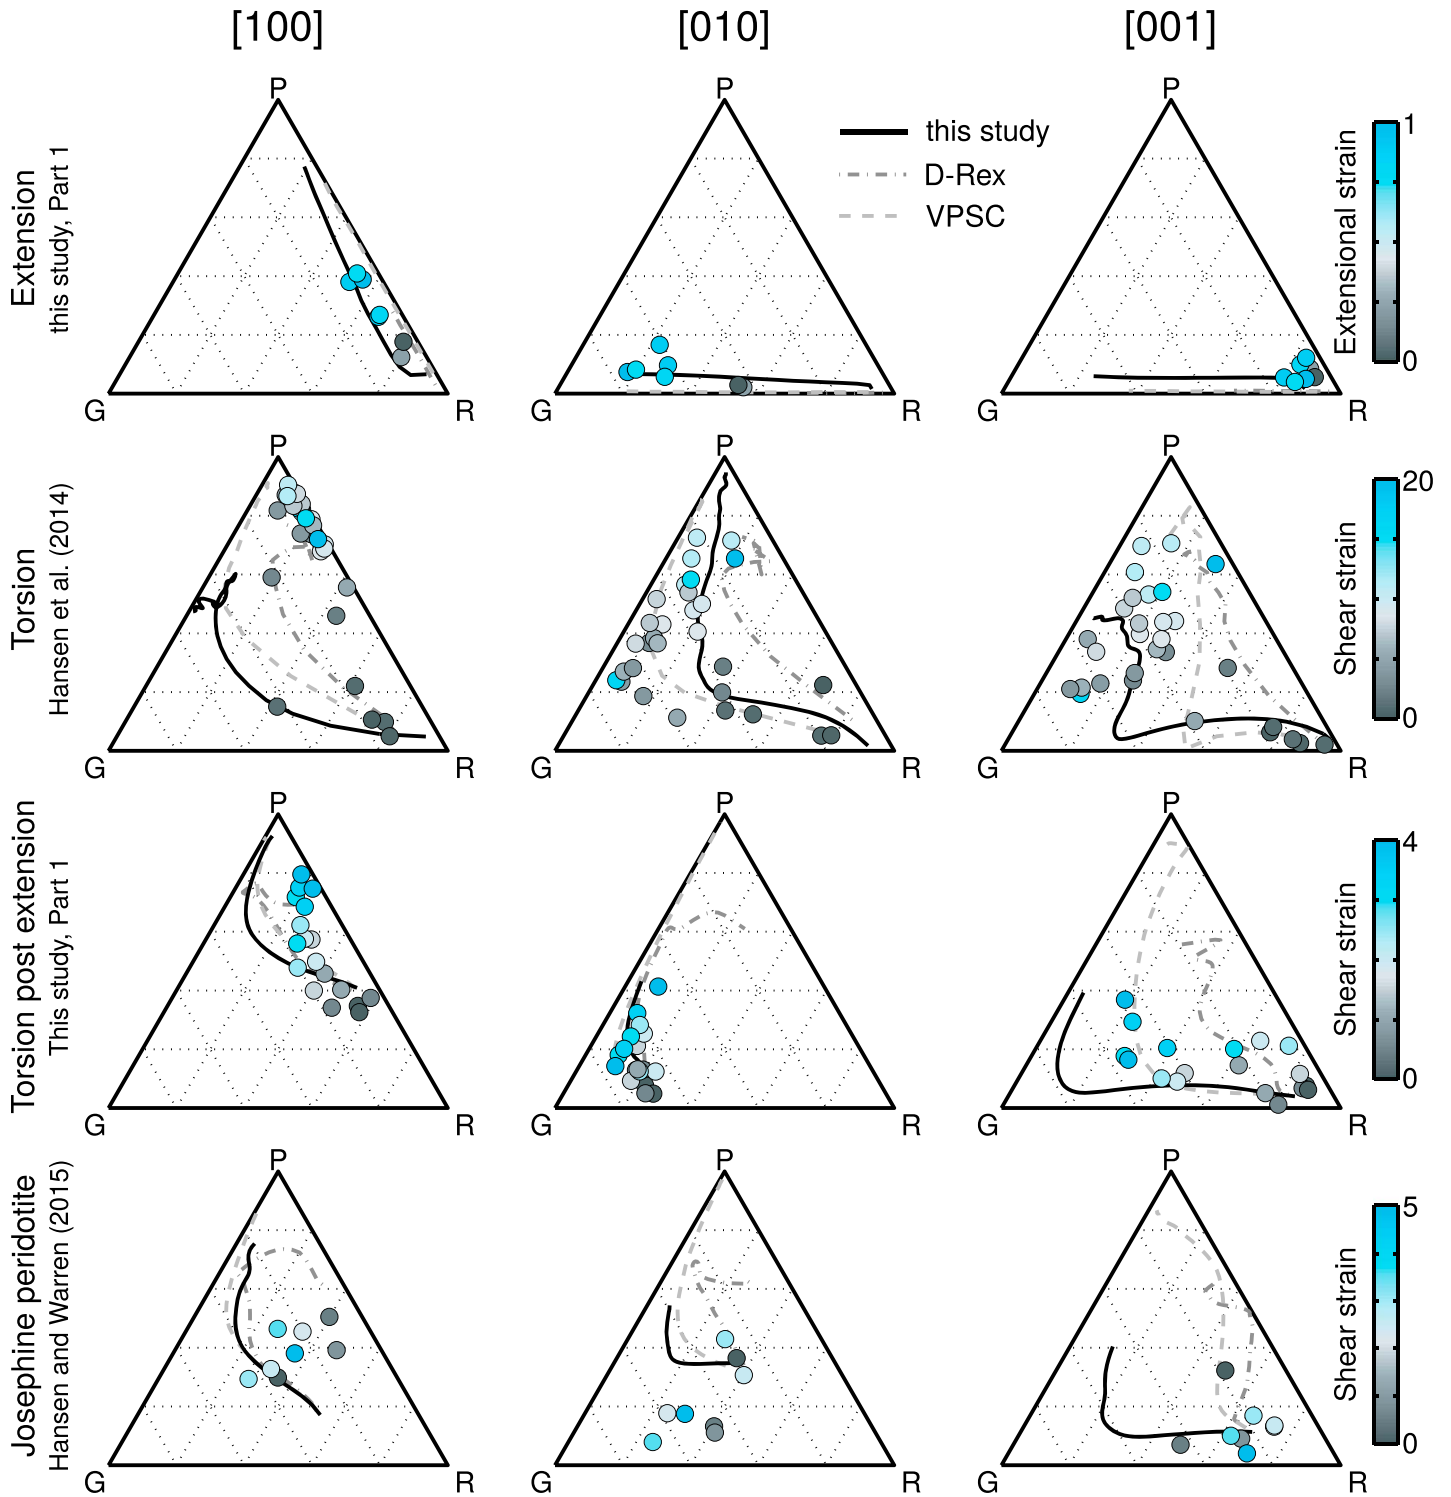 [100] [010] [001]
P P P
this study
D-Rex
VPSC
Extension
this study, Part 1
Extensional strain
1
0
G R G R G R
P P P
Torsion
Hansen et al. (2014)
Shear strain
20
0
G R G R G R
P P P
Torsion post extension
This study, Part 1
Shear strain
4
0
G R G R G R
P P P
Josephine peridotite
Hansen and Warren (2015)
Shear strain
5
0
G R G R G R